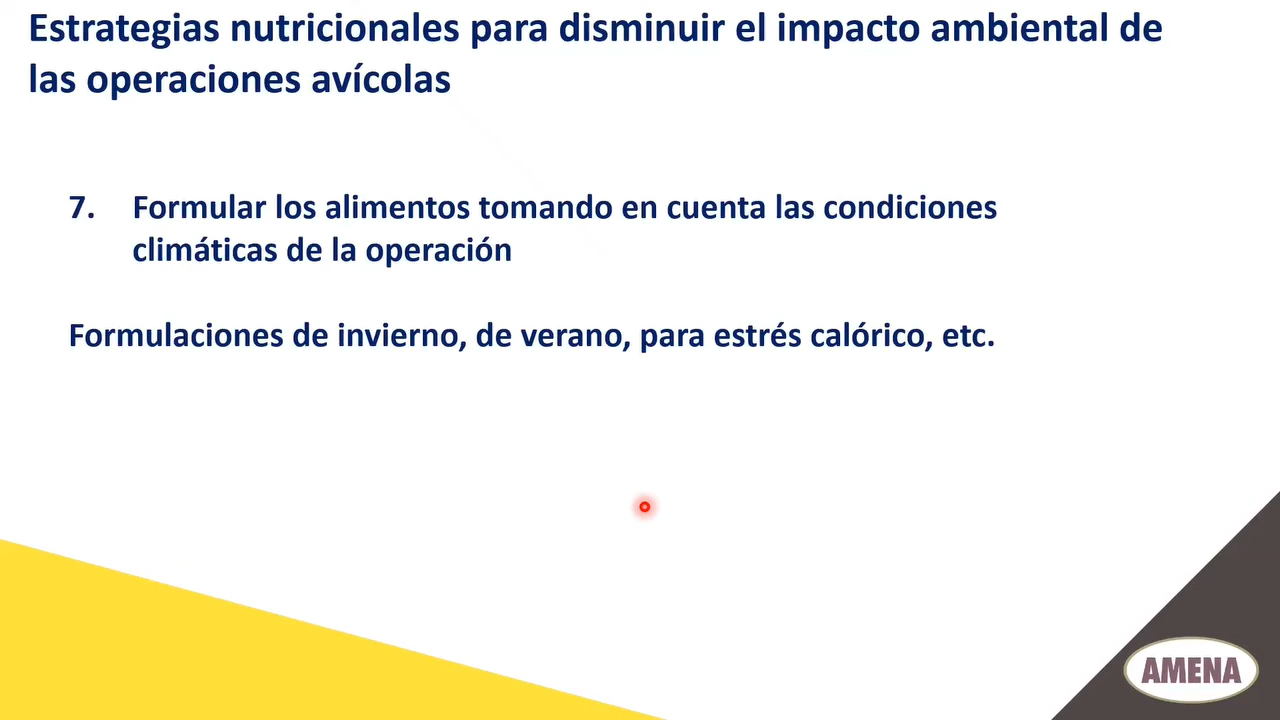 Estrategias nutricionales para disminuir el impacto ambiental de
las operaciones avícolas
7. Formular los alimentos tomando en cuenta las condiciones
climáticas de la operación
Formulaciones de invierno, de verano, para estrés calórico, etc.
AMENA